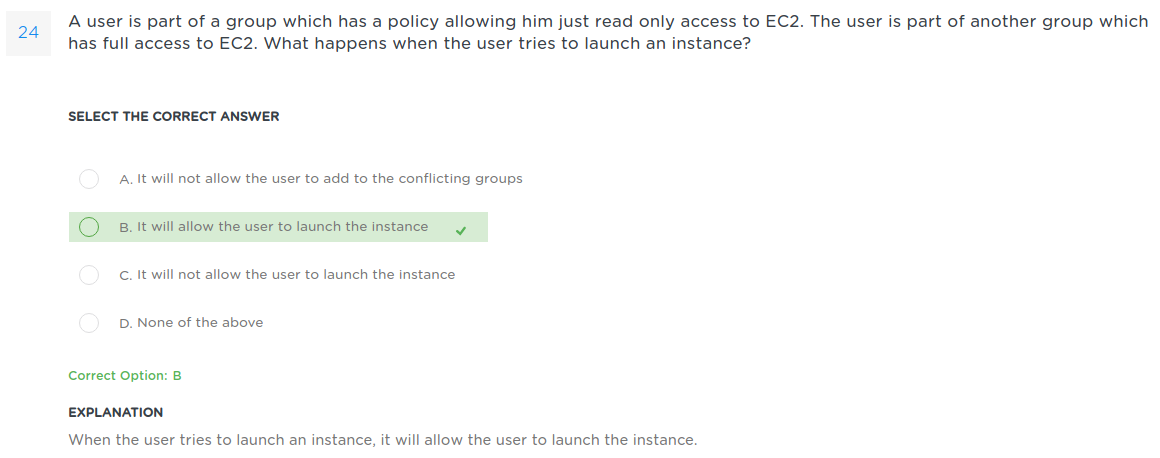 24
A user is part of a group which has a policy allowing him just read only access to EC2. The user is part of another group which
has full access to EC2. What happens when the user tries to launch an instance?
SELECT THE CORRECT ANSWER
A. It will not allow the user to add to the conflicting groups
B. It will allow the user to launch the instance
C. It will not allow the user to launch the instance
D. None of the above
Correct Option: B
EXPLANATION
When the user tries to launch an instance, it will allow the user to launch the instance.